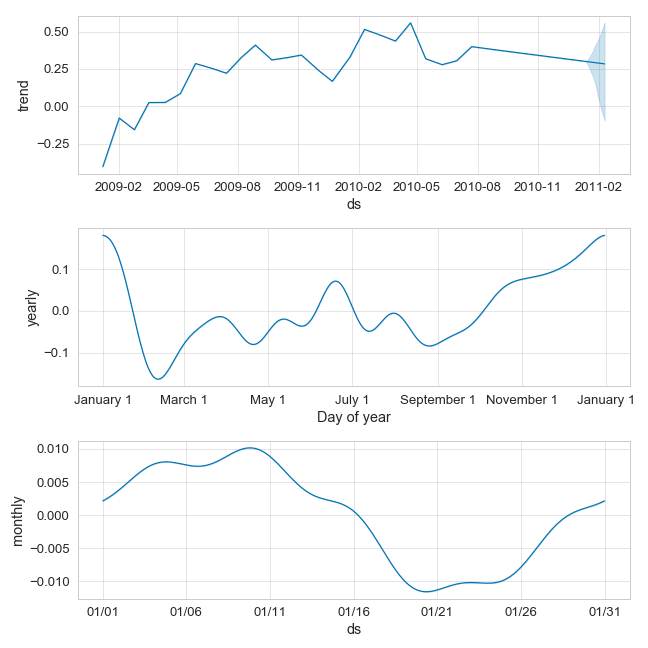 trend
0.50
0.25
0.00
−0.25
2009-02 2009-05 2009-08 2009-11 2010-02 2010-05 2010-08 2010-11 2011-02
ds
yearly
0.1
0.0
−0.1
January 1 March 1 May 1 July 1 September 1 November 1 January 1
Day of year
monthly
0.010
0.005
0.000
−0.005
−0.010
01/01 01/06 01/11 01/16 01/21 01/26 01/31
ds